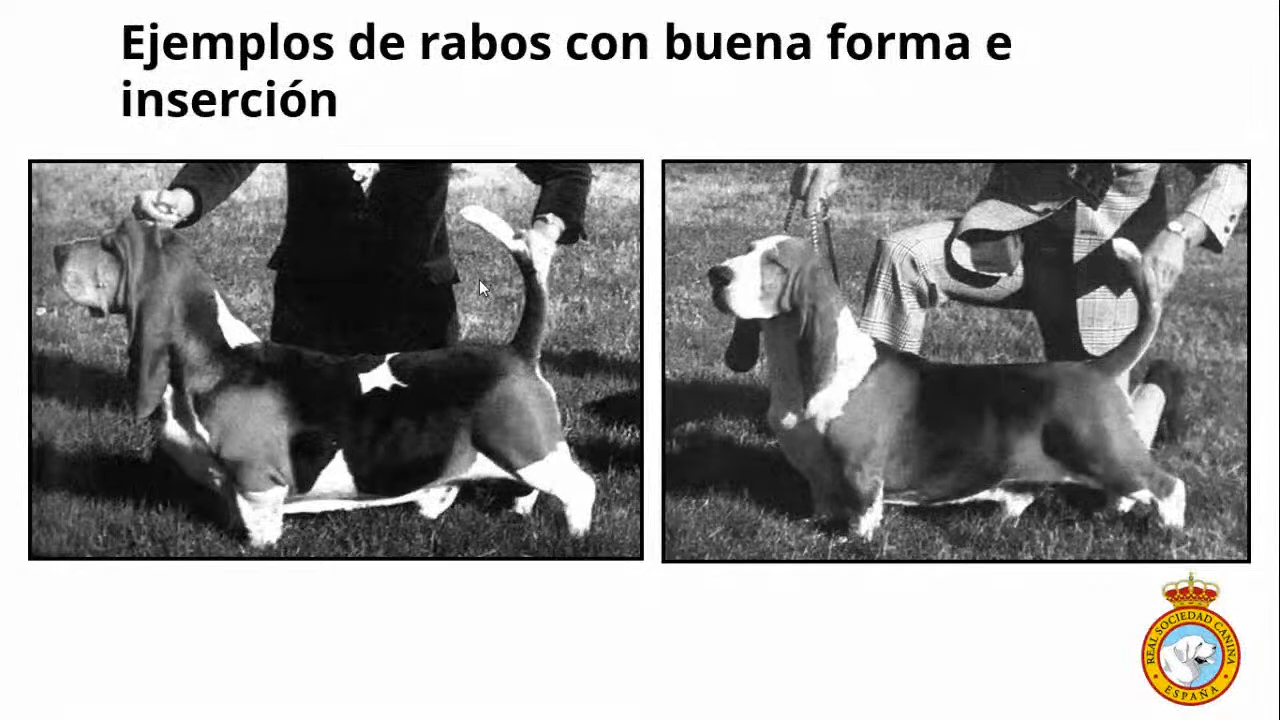 Ejemplos de rabos con buena forma e
inserción
REAL SOCIEDAD CANINA
ESPAÑA